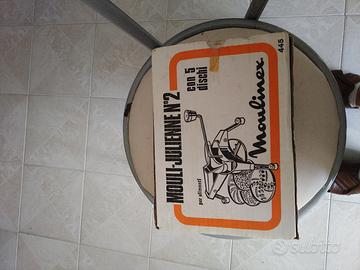 MOULI-JULIENNE N°2
con 5
dischi
per alimenti
Moulinex
445
subito